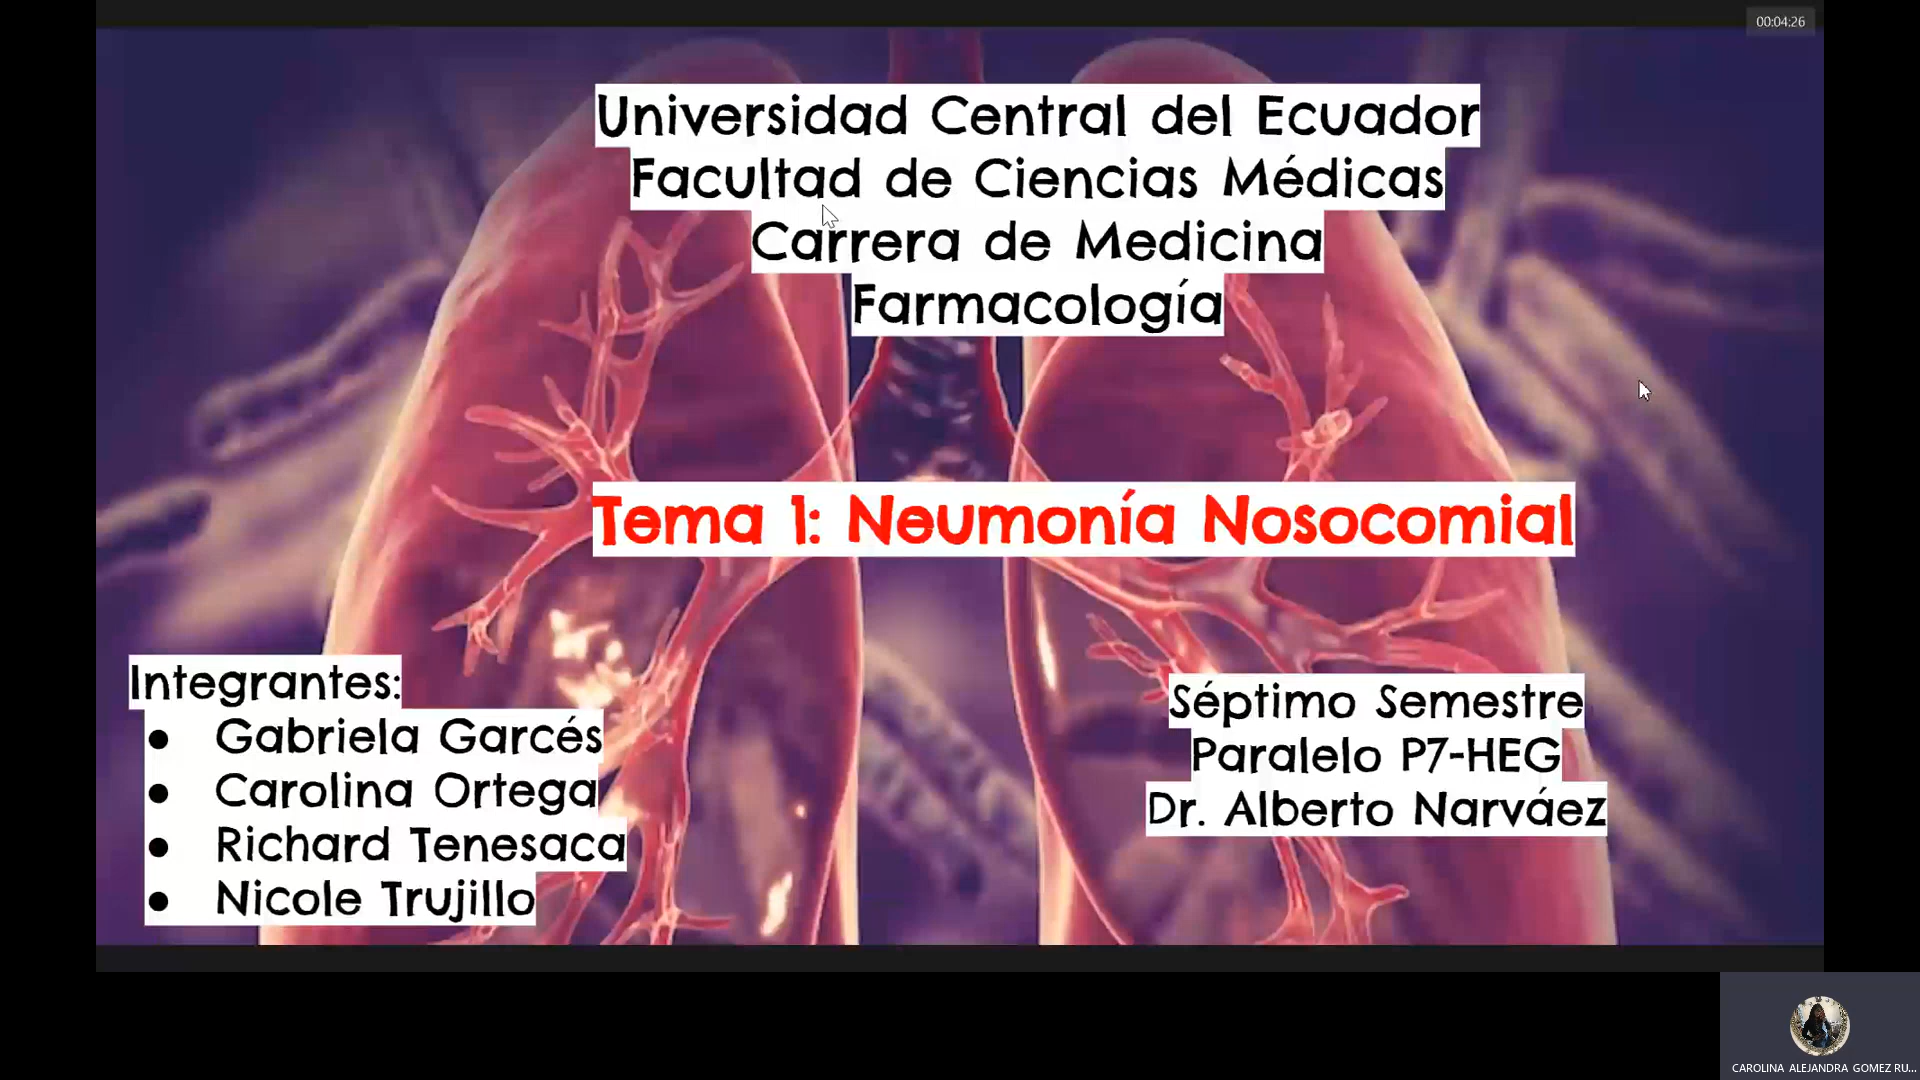 00:04:26
Universidad Central del Ecuador
Facultad de Ciencias Médicas
Carrera de Medicina
Farmacología
Tema 1: Neumonía Nosocomial
Integrantes:
● Gabriela Garcés
● Carolina Ortega
● Richard Tenesaca
● Nicole Trujillo
Séptimo Semestre
Paralelo P7-HEG
Dr. Alberto Narváez
CAROLINA ALEJANDRA GOMEZ RU...